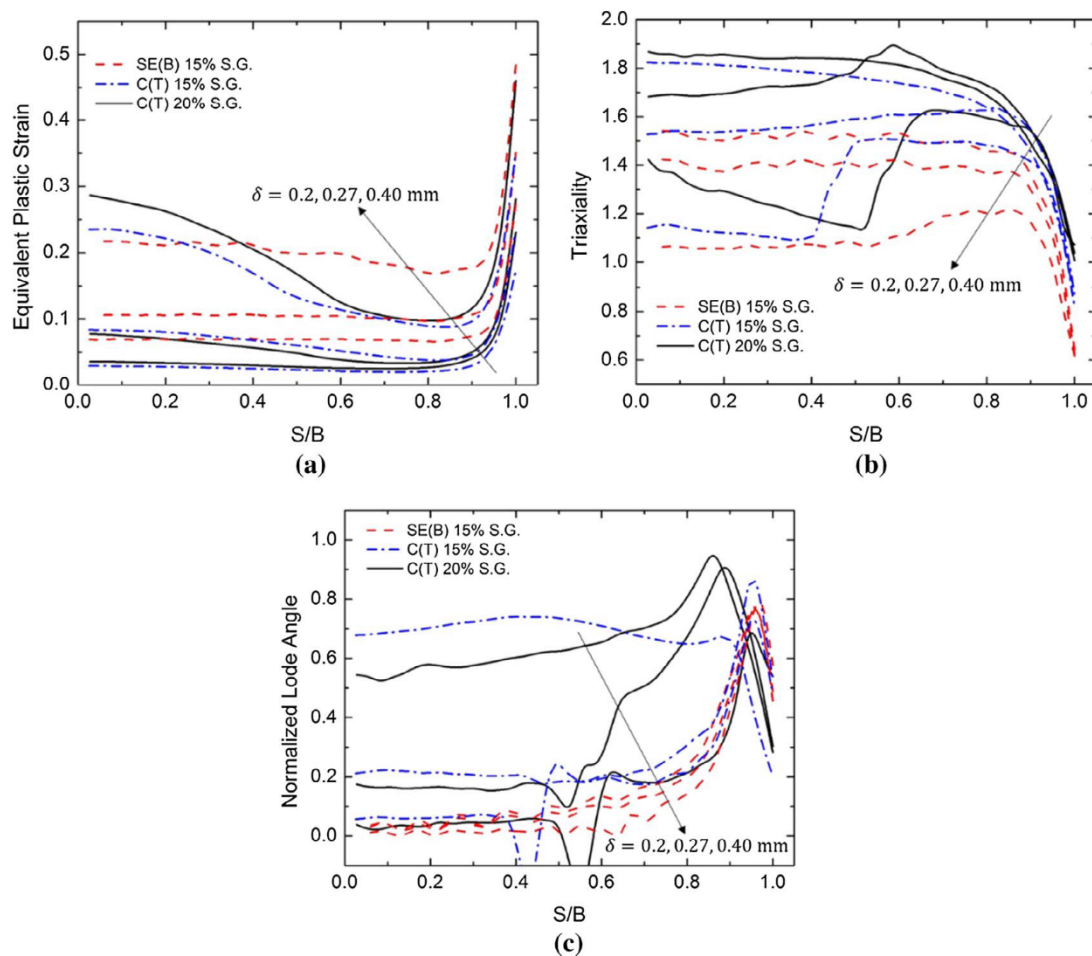 (a)
0.5
0.4
0.3
0.2
0.1
0.0
Equivalent Plastic Strain
SE(B) 15% S.G.
C(T) 15% S.G.
C(T) 20% S.G.
δ = 0.2, 0.27, 0.40 mm
0.0 0.2 0.4 0.6 0.8 1.0
S/B
(a)
2.0
1.8
1.6
1.4
1.2
1.0
0.8
0.6
Triaxiality
δ = 0.2, 0.27, 0.40 mm
SE(B) 15% S.G.
C(T) 15% S.G.
C(T) 20% S.G.
0.0 0.2 0.4 0.6 0.8 1.0
S/B
(b)
1.0
0.8
0.6
0.4
0.2
0.0
Normalized Lode Angle
SE(B) 15% S.G.
C(T) 15% S.G.
C(T) 20% S.G.
δ = 0.2, 0.27, 0.40 mm
0.0 0.2 0.4 0.6 0.8 1.0
S/B
(c)